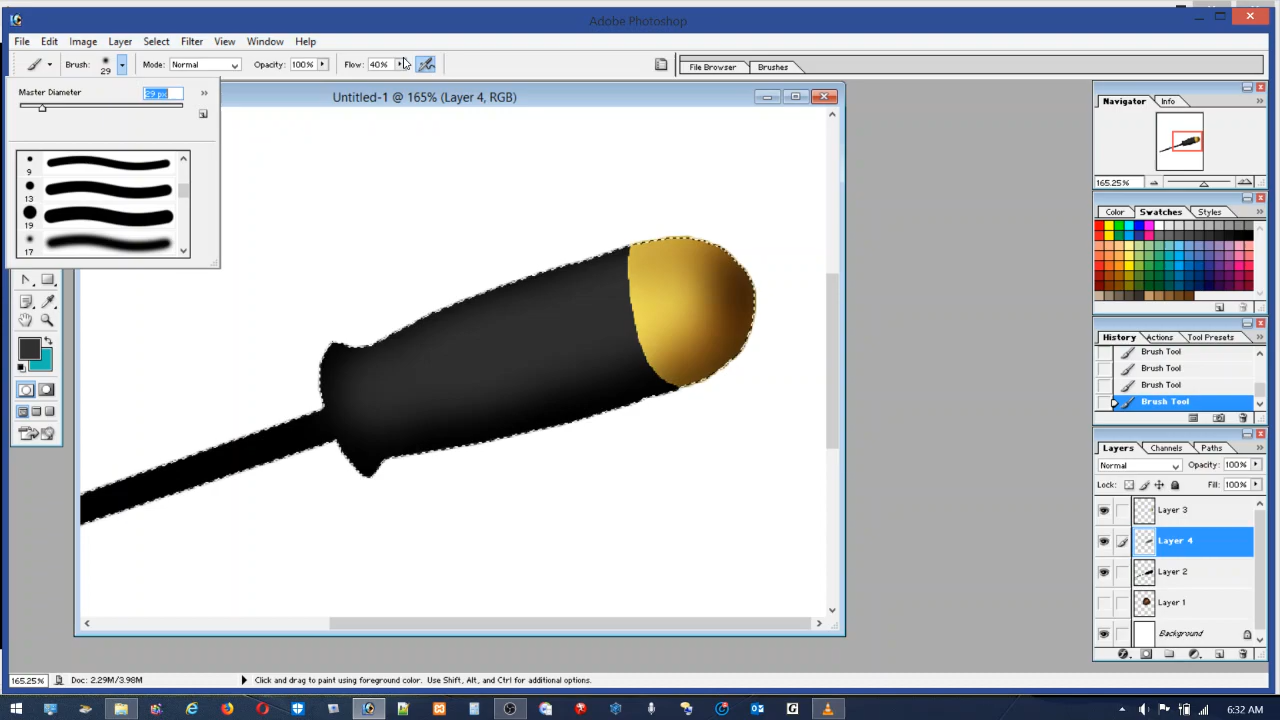 Adobe Photoshop
File Edit Image Layer Select Filter View Window Help
Brush: 29 Mode: Normal Opacity: 100% Flow: 40% File Browser Brushes
Master Diameter 29 px
9
13
19
17
Untitled-1 @ 165% (Layer 4, RGB)
Navigator Info
165.25%
Color Swatches Styles
History Actions Tool Presets
Brush Tool
Brush Tool
Brush Tool
Brush Tool
Layers Channels Paths
Normal Opacity: 100%
Lock: Fill: 100%
Layer 3
Layer 4
Layer 2
Layer 1
Background
165.25% Doc: 2.29M/3.98M Click and drag to paint using foreground color. Use Shift, Alt, and Ctrl for additional options.
6:32 AM